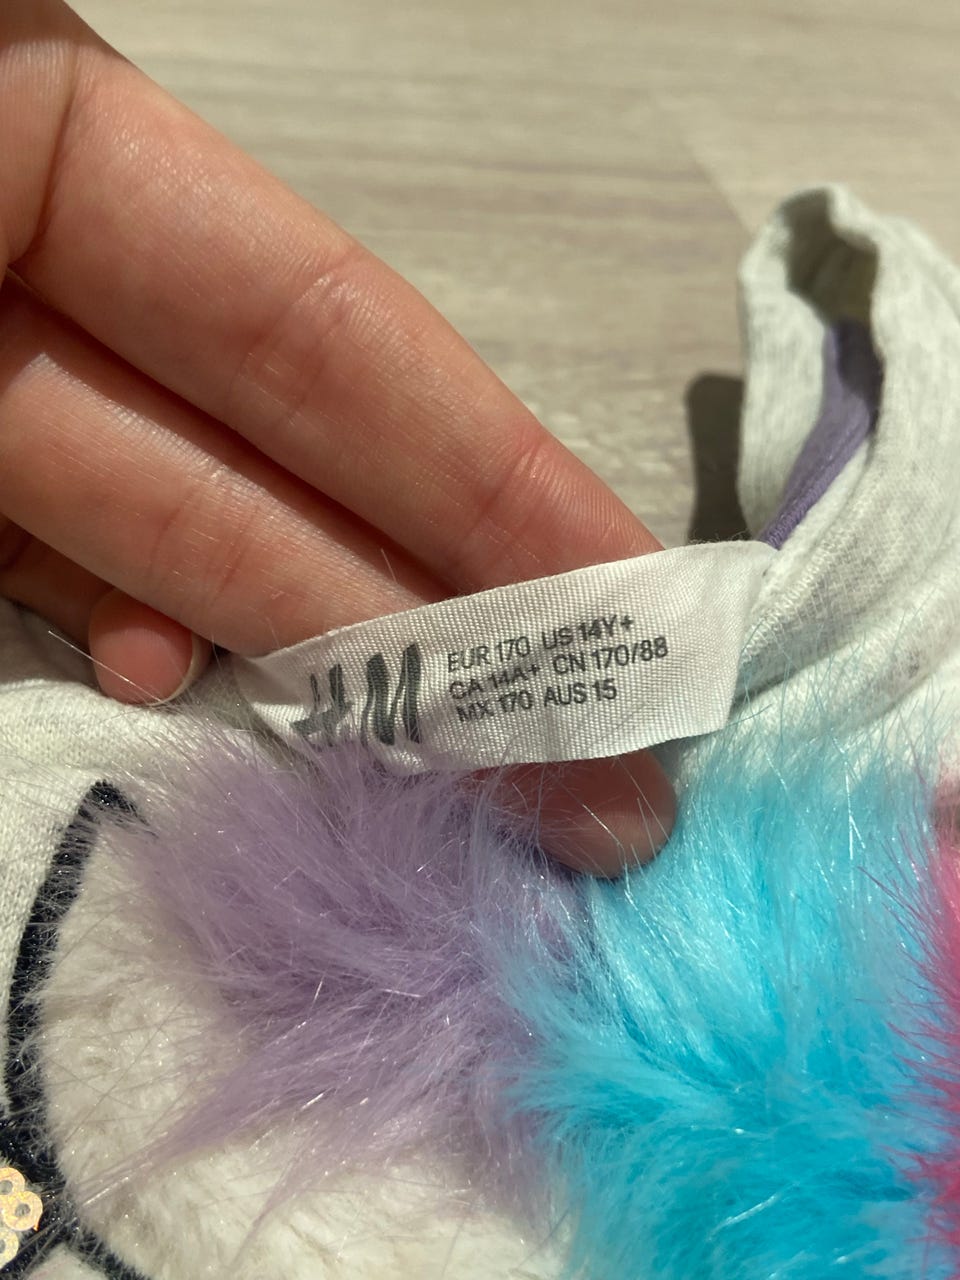 H&M
EUR 170 US 14Y+
CA 14A+ CN 170/88
MX 170 AUS 15